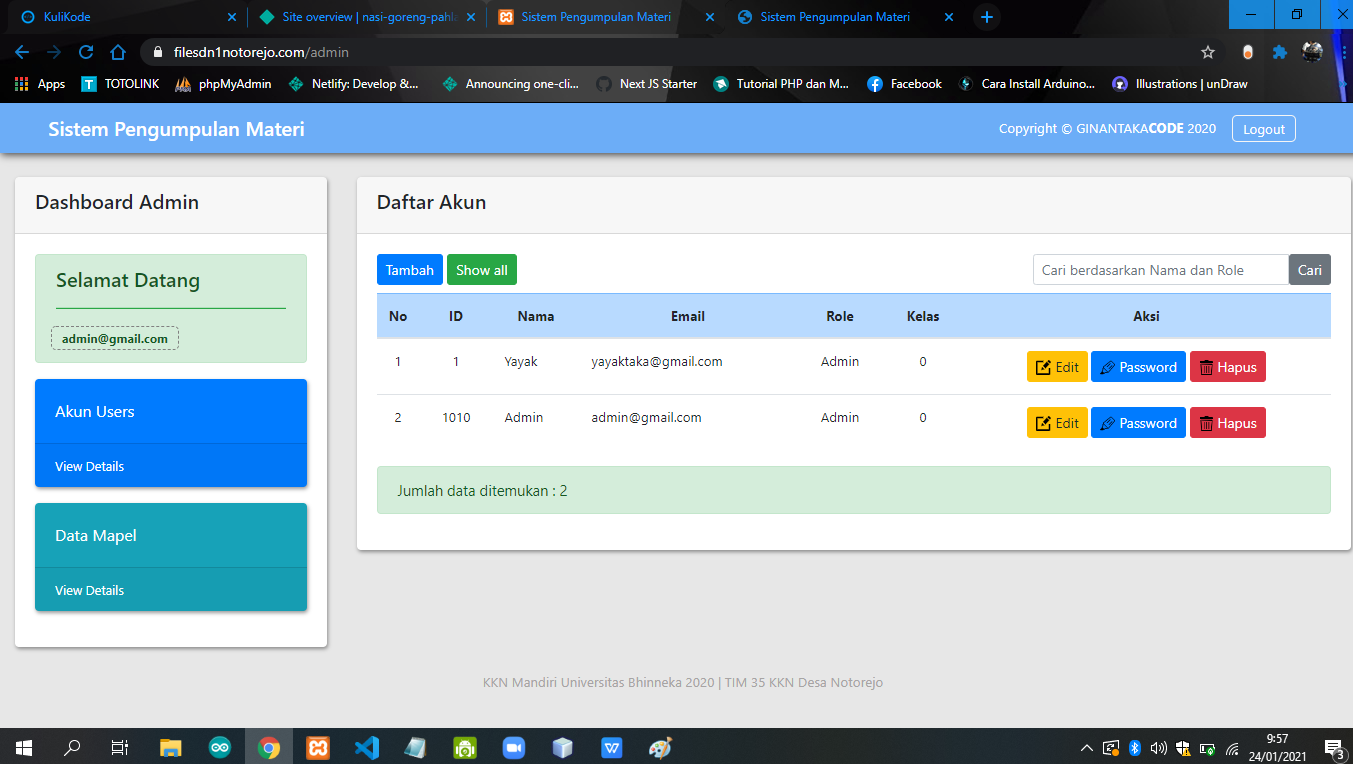 KuliKode
Site overview | nasi-goreng-pahla
Sistem Pengumpulan Materi
Sistem Pengumpulan Materi
filesdn1notorejo.com/admin
Apps
TOTOLINK
phpMyAdmin
Netlify: Develop &...
Announcing one-cli...
Next JS Starter
Tutorial PHP dan M...
Facebook
Cara Install Arduino...
Illustrations | unDraw
Sistem Pengumpulan Materi
Copyright © GINANTAKACODE 2020
Logout
Dashboard Admin
Selamat Datang
admin@gmail.com
Akun Users
View Details
Data Mapel
View Details
Daftar Akun
Tambah Show all
Cari berdasarkan Nama dan Role Cari
No ID Nama Email Role Kelas Aksi
1 1 Yayak yayaktaka@gmail.com Admin 0 Edit Password Hapus
2 1010 Admin admin@gmail.com Admin 0 Edit Password Hapus
Jumlah data ditemukan : 2
KKN Mandiri Universitas Bhinneka 2020 | TIM 35 KKN Desa Notorejo
9:57
24/01/2021
3